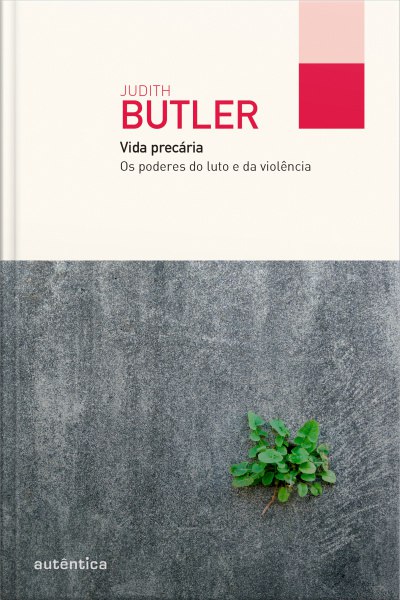 JUDITH
BUTLER
Vida precária
Os poderes do luto e da violência
autêntica